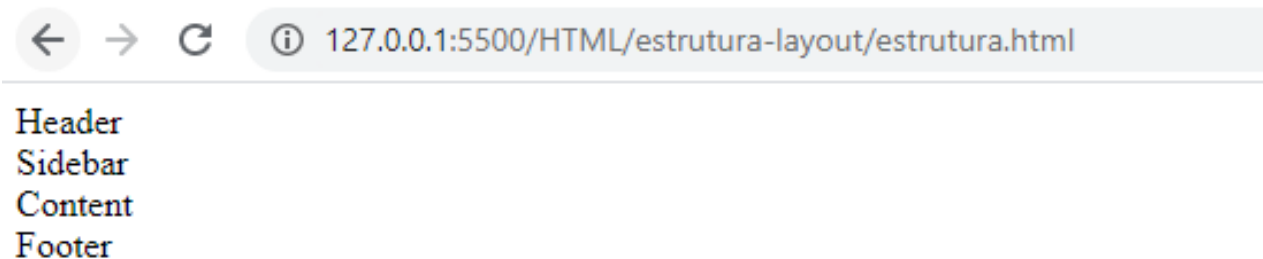 127.0.0.1:5500/HTML/estrutura-layout/estrutura.html
Header
Sidebar
Content
Footer